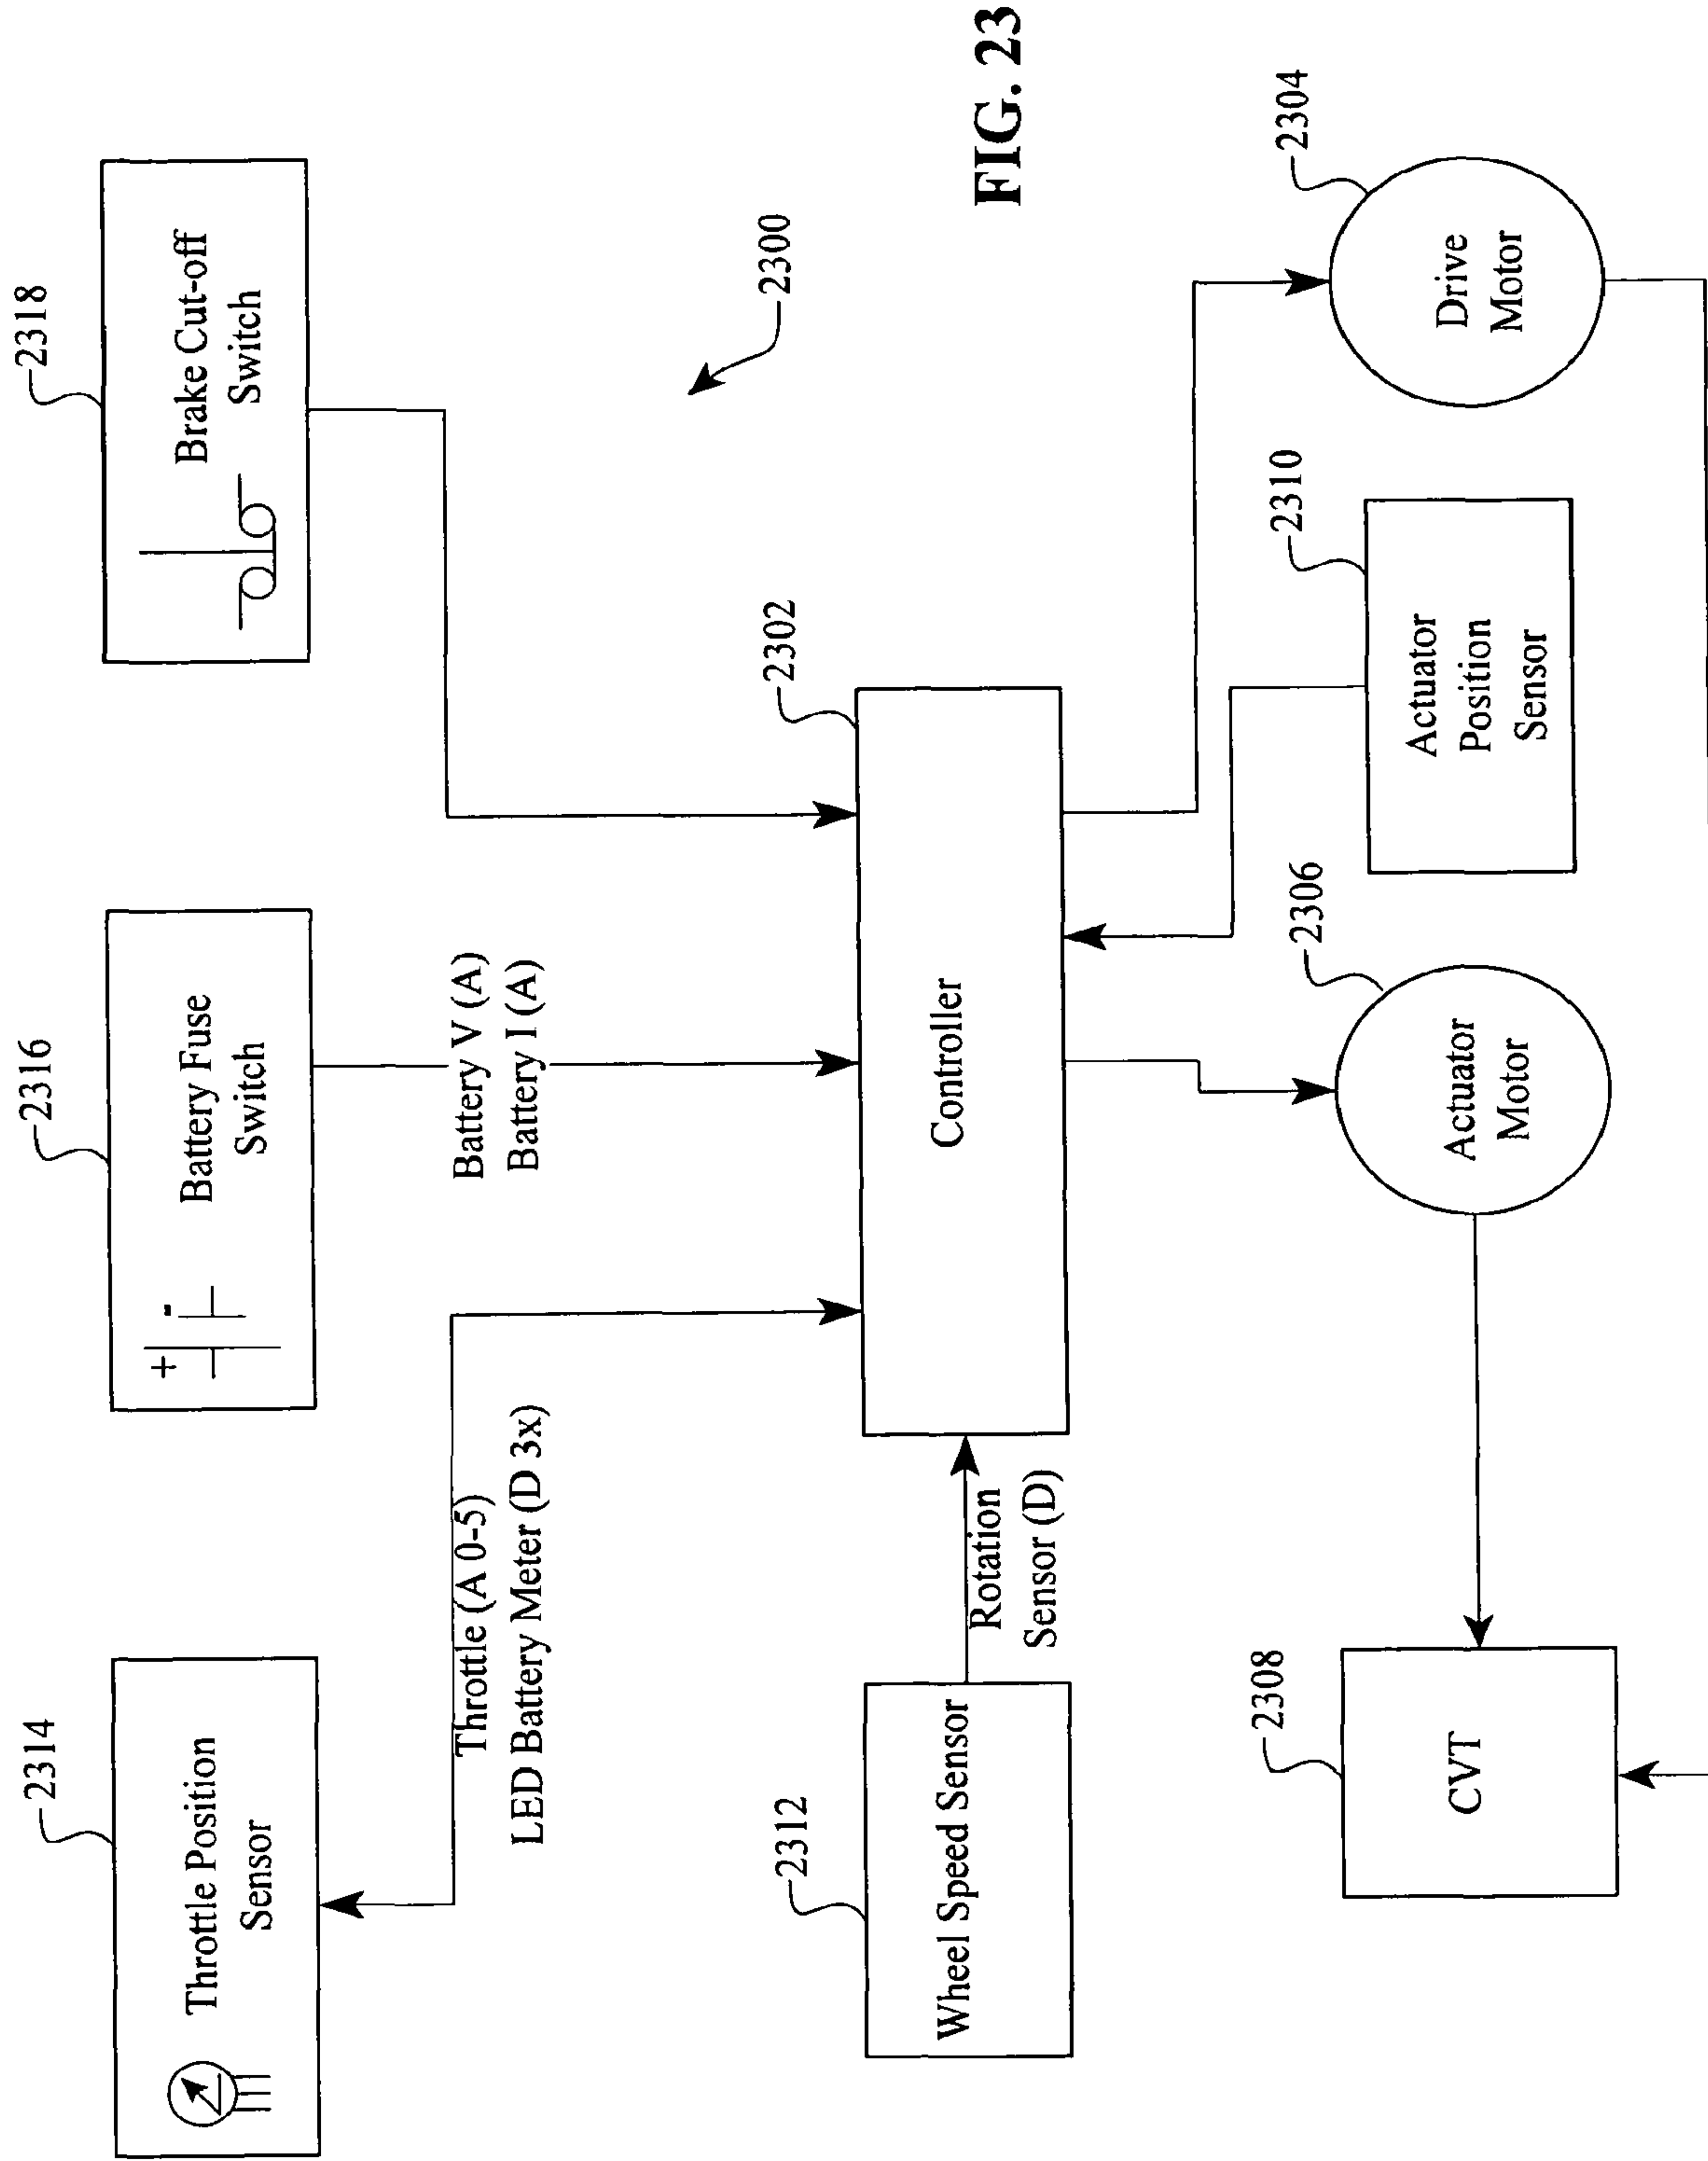 2314
Throttle Position
Sensor
2316
+
-
Battery Fuse
Switch
2318
Brake Cut-off
Switch
Throttle (A 0-5)
LED Battery Meter (D 3x)
Battery V (A)
Battery I (A)
2300
2312
Wheel Speed Sensor
Rotation
Sensor (D)
2302
Controller
FIG. 23
2308
CVT
2306
Actuator
Motor
2310
Actuator
Position
Sensor
2304
Drive
Motor